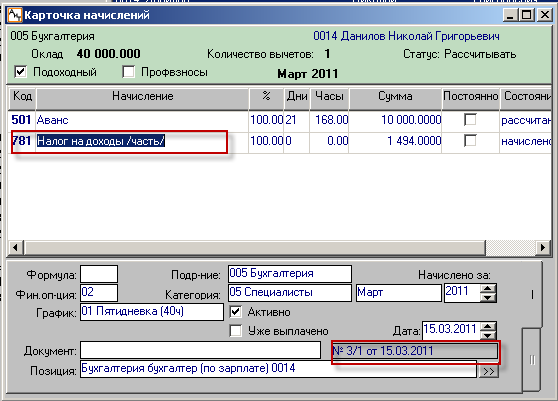 Карточка начислений
005 Бухгалтерия 0014 Данилов Николай Григорьевич
Оклад 40 000.000 Количество вычетов: 1 Статус: Рассчитывать
Подоходный Профвзносы Март 2011
Код Начисление % Дни Часы Сумма Постоянно Состояни
501 Аванс 100.00 21 168.00 10 000.0000 рассчитан
781 Налог на доходы /часть/ 100.00 0 0.00 1 494.0000 начислено
Формула: Подр-ние: 005 Бухгалтерия Начислено за:
Фин.оп-ция: 02 Категория: 05 Специалисты Март 2011
График: 01 Пятидневка (40ч) Активно
Уже выплачено Дата: 15.03.2011
Документ: № 3/1 от 15.03.2011
Позиция: Бухгалтерия бухгалтер (по зарплате) 0014 >>